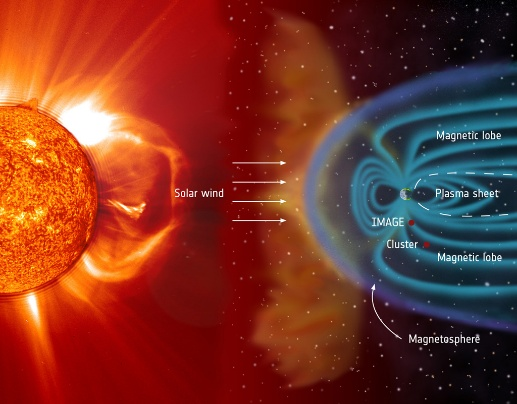 Magnetic lobe
Solar wind
Plasma sheet
IMAGE
Cluster
Magnetic lobe
Magnetosphere